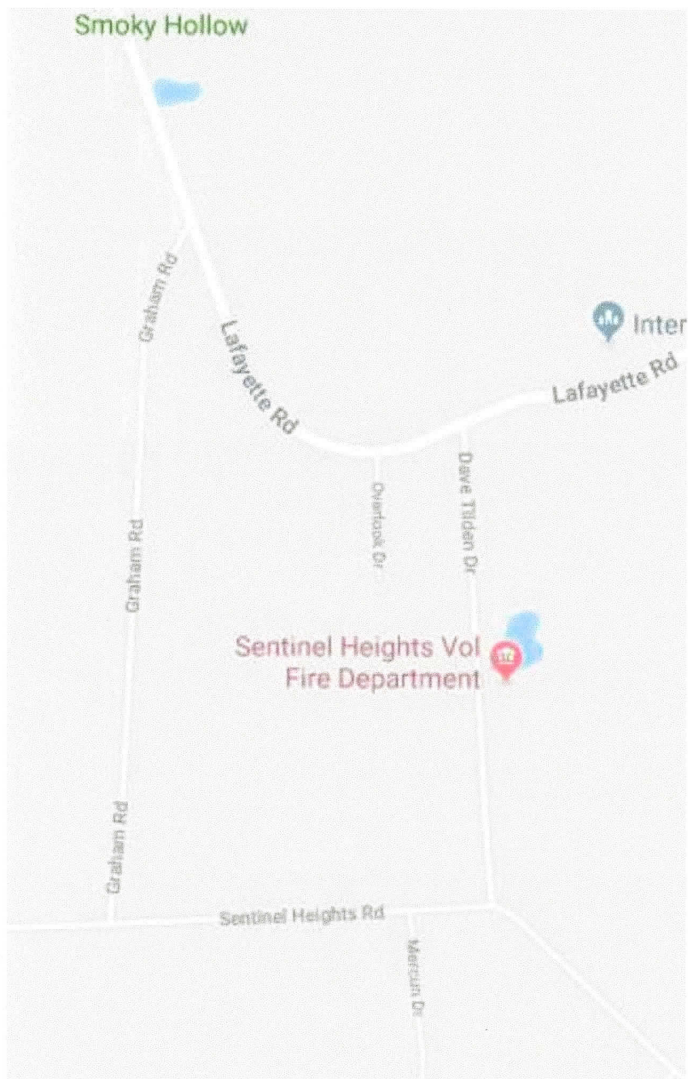 Smoky Hollow
Graham Rd
Inter
Lafayette Rd
Lafayette Rd
Overlook Dr
Dave Tilden Dr
Graham Rd
Sentinel Heights Vol
Fire Department
Graham Rd
Sentinel Heights Rd